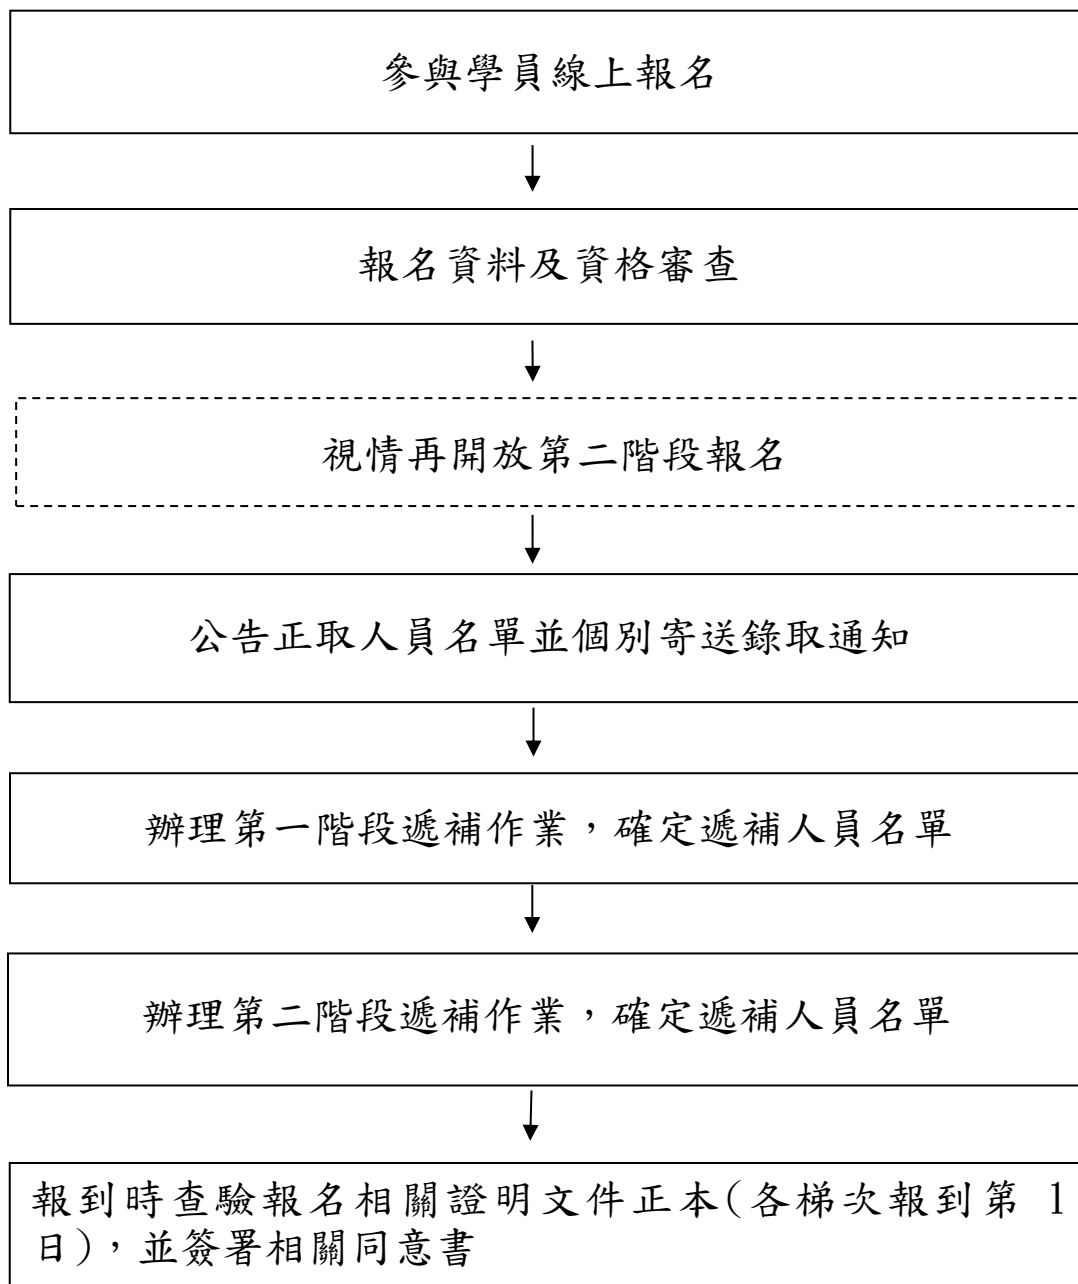 參與學員線上報名
報名資料及資格審查
視情再開放第二階段報名
公告正取人員名單並個別寄送錄取通知
辦理第一階段遞補作業，確定遞補人員名單
辦理第二階段遞補作業，確定遞補人員名單
報到時查驗報名相關證明文件正本(各梯次報到第 1
日)，並簽署相關同意書